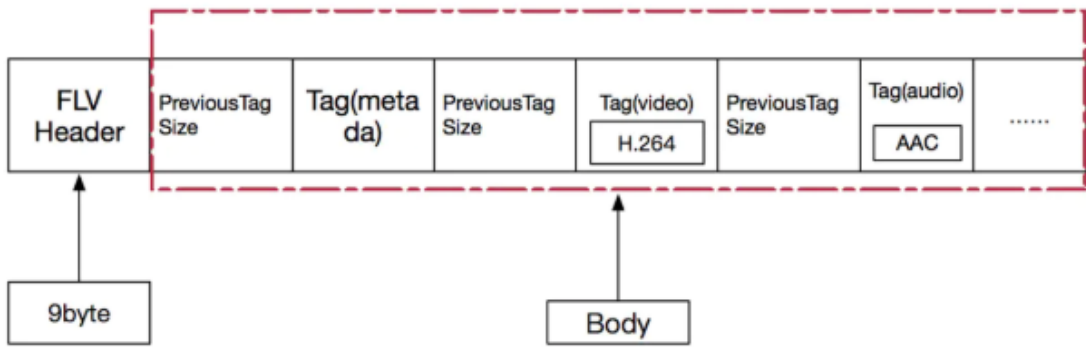 FLV
Header
PreviousTag
Size
Tag(meta
da)
PreviousTag
Size
Tag(video)
H.264
PreviousTag
Size
Tag(audio)
AAC
......
9byte
Body